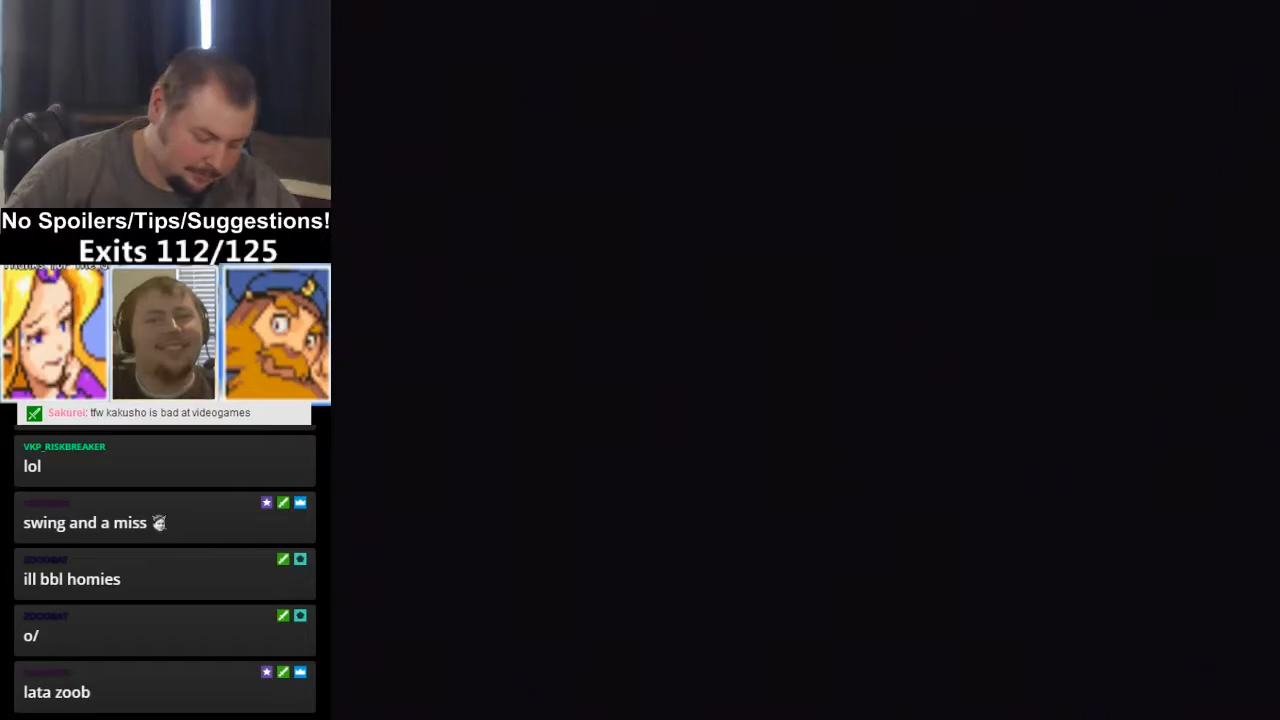 No Spoilers/Tips/Suggestions!
Exits 112/125
Sakurei: tfw kakusho is bad at videogames
VKP_RISKBREAKER
lol
swing and a miss
ill bbl homies
o/
lata zoob